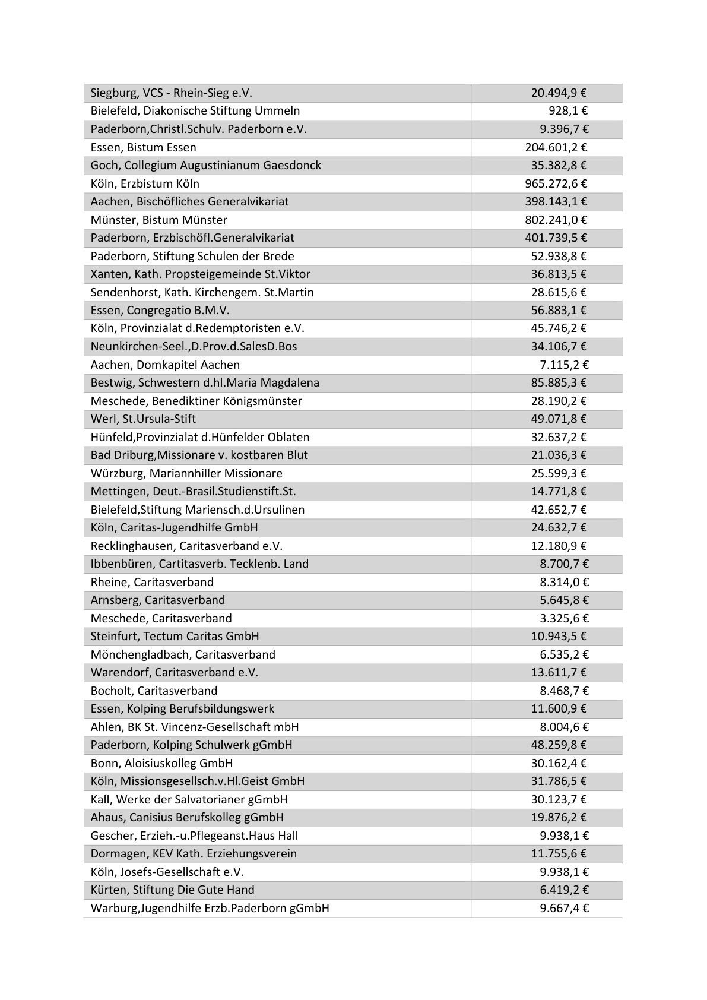 Siegburg, VCS - Rhein-Sieg e.V. 20.494,9 €
Bielefeld, Diakonische Stiftung Ummeln 928,1 €
Paderborn,Christl.Schulv. Paderborn e.V. 9.396,7 €
Essen, Bistum Essen 204.601,2 €
Goch, Collegium Augustinianum Gaesdonck 35.382,8 €
Köln, Erzbistum Köln 965.272,6 €
Aachen, Bischöfliches Generalvikariat 398.143,1 €
Münster, Bistum Münster 802.241,0 €
Paderborn, Erzbischöfl.Generalvikariat 401.739,5 €
Paderborn, Stiftung Schulen der Brede 52.938,8 €
Xanten, Kath. Propsteigemeinde St.Viktor 36.813,5 €
Sendenhorst, Kath. Kirchengem. St.Martin 28.615,6 €
Essen, Congregatio B.M.V. 56.883,1 €
Köln, Provinzialat d.Redemptoristen e.V. 45.746,2 €
Neunkirchen-Seel.,D.Prov.d.SalesD.Bos 34.106,7 €
Aachen, Domkapitel Aachen 7.115,2 €
Bestwig, Schwestern d.hl.Maria Magdalena 85.885,3 €
Meschede, Benediktiner Königsmünster 28.190,2 €
Werl, St.Ursula-Stift 49.071,8 €
Hünfeld,Provinzialat d.Hünfelder Oblaten 32.637,2 €
Bad Driburg,Missionare v. kostbaren Blut 21.036,3 €
Würzburg, Mariannhiller Missionare 25.599,3 €
Mettingen, Deut.-Brasil.Studienstift.St. 14.771,8 €
Bielefeld,Stiftung Mariensch.d.Ursulinen 42.652,7 €
Köln, Caritas-Jugendhilfe GmbH 24.632,7 €
Recklinghausen, Caritasverband e.V. 12.180,9 €
Ibbenbüren, Cartitasverb. Tecklenb. Land 8.700,7 €
Rheine, Caritasverband 8.314,0 €
Arnsberg, Caritasverband 5.645,8 €
Meschede, Caritasverband 3.325,6 €
Steinfurt, Tectum Caritas GmbH 10.943,5 €
Mönchengladbach, Caritasverband 6.535,2 €
Warendorf, Caritasverband e.V. 13.611,7 €
Bocholt, Caritasverband 8.468,7 €
Essen, Kolping Berufsbildungswerk 11.600,9 €
Ahlen, BK St. Vincenz-Gesellschaft mbH 8.004,6 €
Paderborn, Kolping Schulwerk gGmbH 48.259,8 €
Bonn, Aloisiuskolleg GmbH 30.162,4 €
Köln, Missionsgesellsch.v.Hl.Geist GmbH 31.786,5 €
Kall, Werke der Salvatorianer gGmbH 30.123,7 €
Ahaus, Canisius Berufskolleg gGmbH 19.876,2 €
Gescher, Erzieh.-u.Pflegeanst.Haus Hall 9.938,1 €
Dormagen, KEV Kath. Erziehungsverein 11.755,6 €
Köln, Josefs-Gesellschaft e.V. 9.938,1 €
Kürten, Stiftung Die Gute Hand 6.419,2 €
Warburg,Jugendhilfe Erzb.Paderborn gGmbH 9.667,4 €